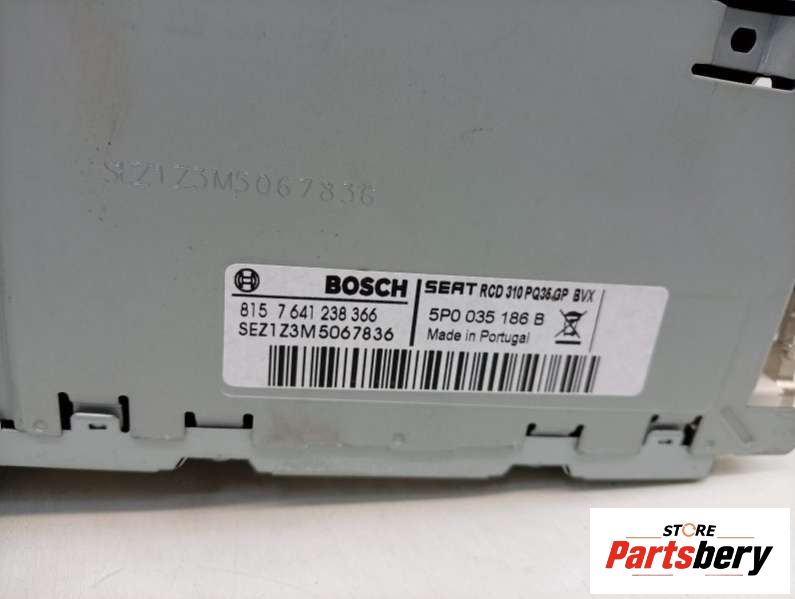 SEZ1Z3M5067836
BOSCH
815 7 641 238 366
SEZ1Z3M5067836
SEAT RCD 310 PQ35 GP BVX
5P0 035 186 B
Made in Portugal
STORE
Partsbery